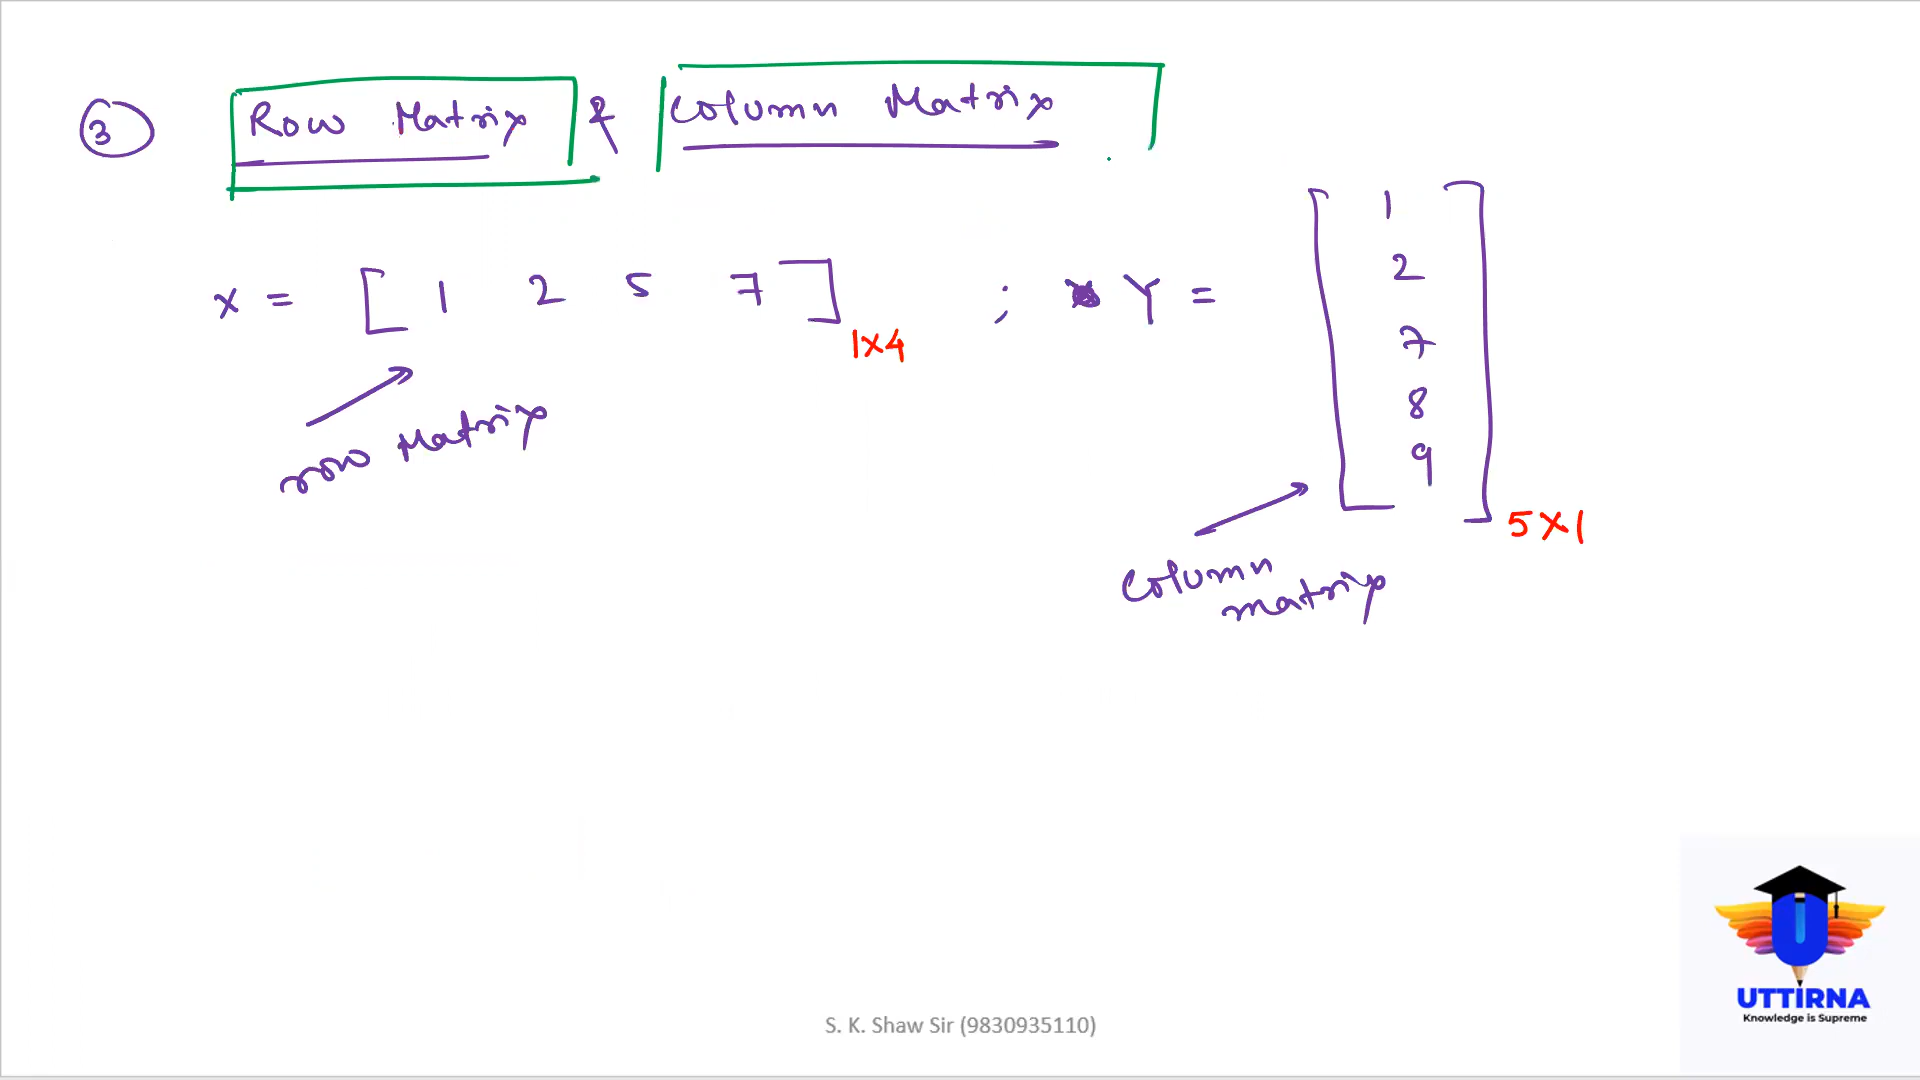 3 Row Matrix & Column Matrix
x = [ 1 2 5 7 ] 1X4 ; Y = [ 1
2
7
8
9 ] 5X1
row Matrix
Column
matrix
S. K. Shaw Sir (9830935110)
UTTIRNA
Knowledge is Supreme